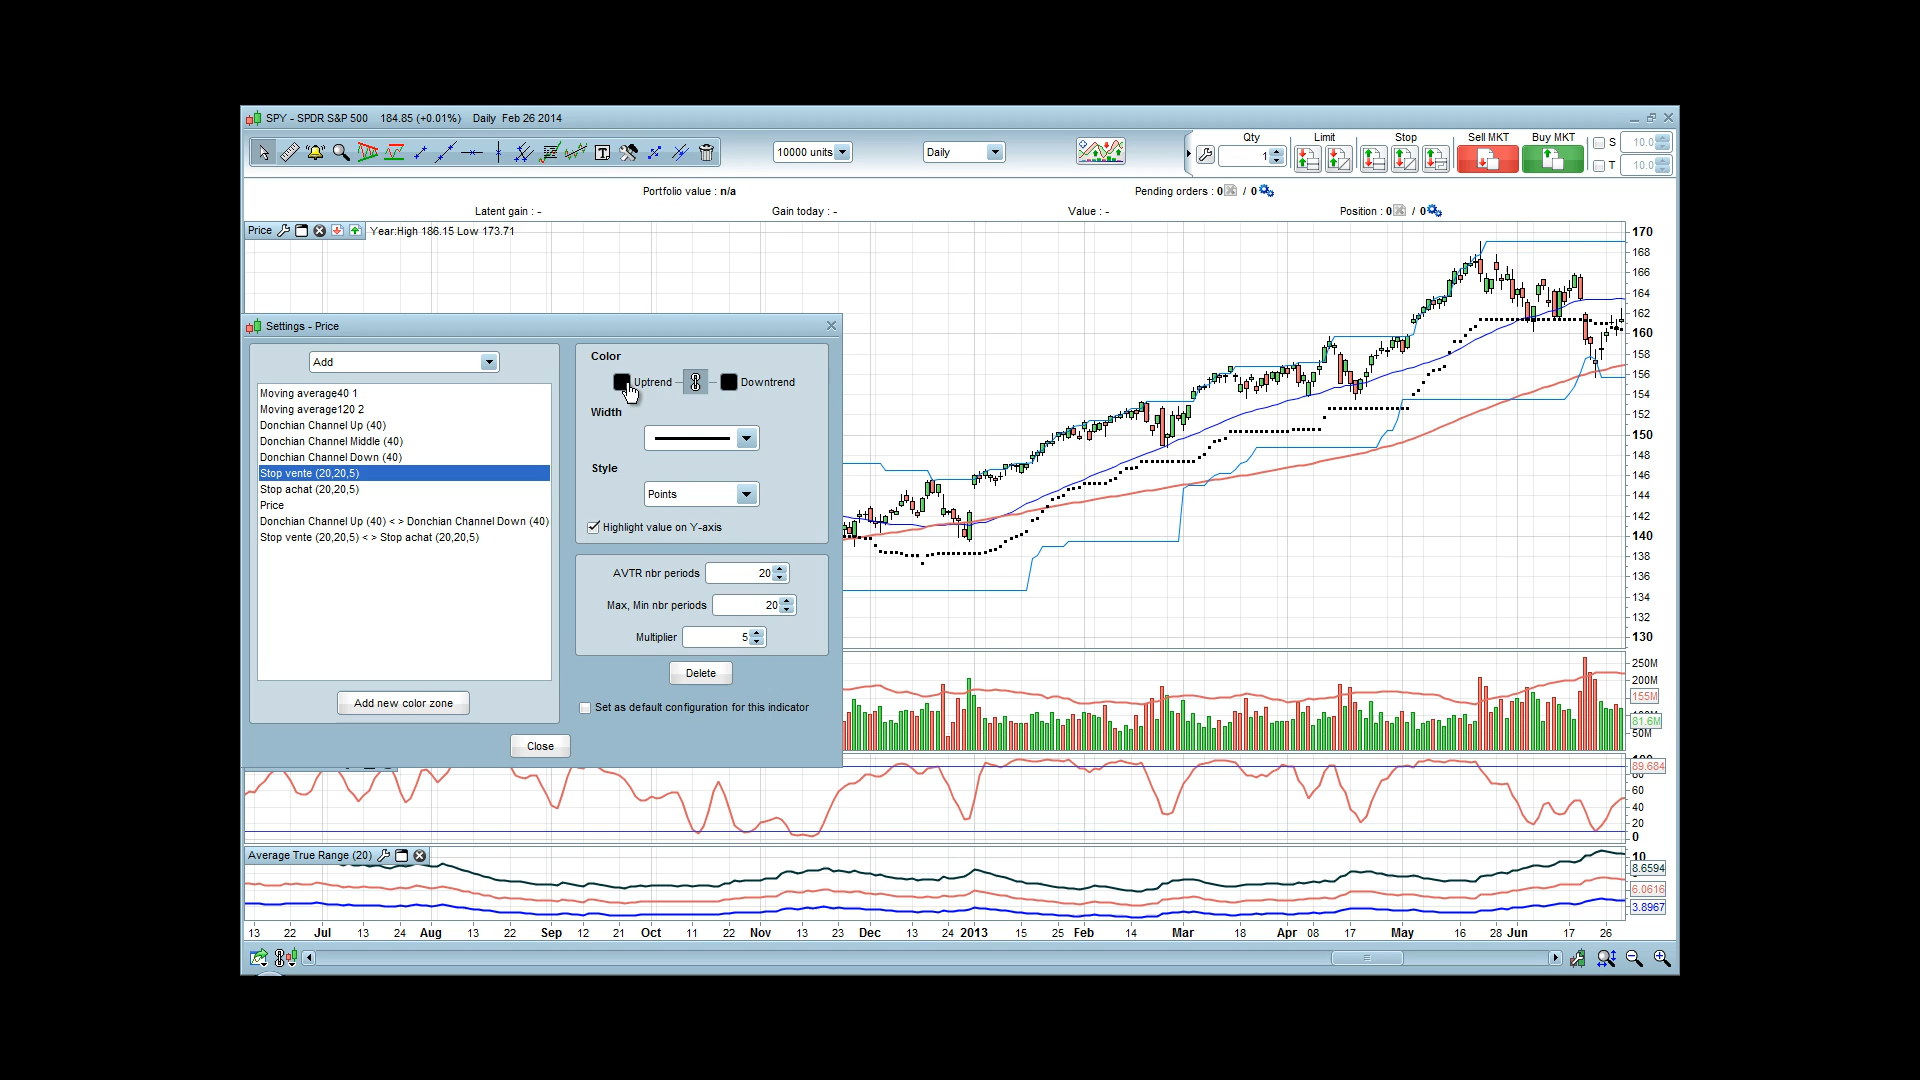 SPY - SPDR S&P 500 184.85 (+0.01%) Daily Feb 26 2014
Qty Limit Stop Sell MKT Buy MKT
S 10.0
10000 units Daily 1
T 10.0
Portfolio value : n/a Pending orders : 0 / 0
Latent gain : - Gain today : - Value : - Position : 0 / 0
Price Year:High 186.15 Low 173.71
170
168
166
164
162
160
158
156
154
152
150
148
146
144
142
140
138
136
134
132
130
Settings - Price
Add
Moving average40 1
Moving average120 2
Donchian Channel Up (40)
Donchian Channel Middle (40)
Donchian Channel Down (40)
Stop vente (20,20,5)
Stop achat (20,20,5)
Price
Donchian Channel Up (40) < > Donchian Channel Down (40)
Stop vente (20,20,5) < > Stop achat (20,20,5)
Add new color zone
Color
Uptrend Downtrend
Width
Style
Points
Highlight value on Y-axis
AVTR nbr periods 20
Max, Min nbr periods 20
Multiplier 5
Delete
Set as default configuration for this indicator
Close
250M
200M
155M
81.6M
50M
89.684
60
40
20
0
Average True Range (20)
10
8.6594
6.0616
3.8967
13 22 Jul 13 24 Aug 13 22 Sep 12 21 Oct 11 22 Nov 13 23 Dec 13 24 2013 15 25 Feb 14 Mar 18 Apr 08 17 May 16 28 Jun 17 26